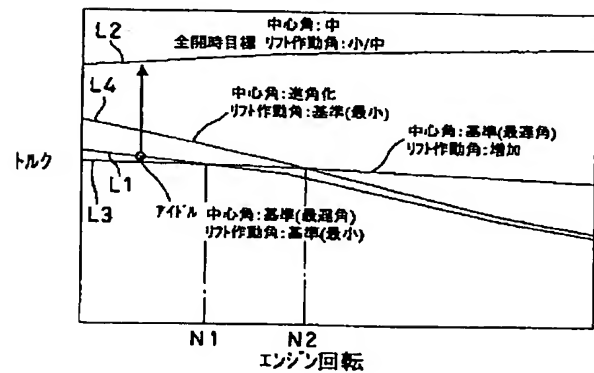 中心角:中
全開時目標 リフト作動角:小/中
L2
L4
中心角:進角化
リフト作動角:基準(最小)
中心角:基準(最遅角)
リフト作動角:増加
トルク
L1
L3
アイドル 中心角:基準(最遅角)
リフト作動角:基準(最小)
N1 N2
エンジン回転